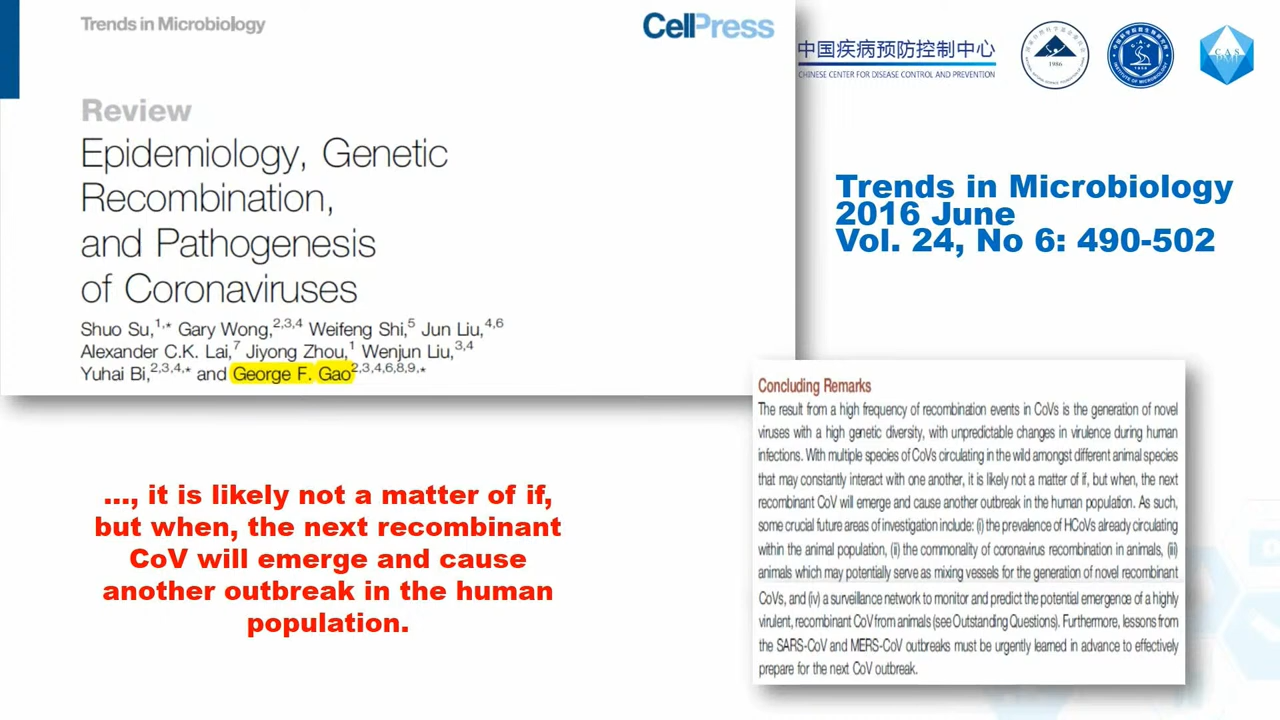 Trends in Microbiology
CellPress
Review
Epidemiology, Genetic
Recombination,
and Pathogenesis
of Coronaviruses
Shuo Su,1,* Gary Wong,2,3,4 Weifeng Shi,5 Jun Liu,4,6
Alexander C.K. Lai,7 Jiyong Zhou,1 Wenjun Liu,3,4
Yuhai Bi,2,3,4,* and George F. Gao2,3,4,6,8,9,*
中国疾病预防控制中心
CHINESE CENTER FOR DISEASE CONTROL AND PREVENTION
1986
CAS
Trends in Microbiology
2016 June
Vol. 24, No 6: 490-502
..., it is likely not a matter of if,
but when, the next recombinant
CoV will emerge and cause
another outbreak in the human
population.
Concluding Remarks
The result from a high frequency of recombination events in CoVs is the generation of novel
viruses with a high genetic diversity, with unpredictable changes in virulence during human
infections. With multiple species of CoVs circulating in the wild amongst different animal species
that may constantly interact with one another, it is likely not a matter of if, but when, the next
recombinant CoV will emerge and cause another outbreak in the human population. As such,
some crucial future areas of investigation include: (i) the prevalence of HCoVs already circulating
within the animal population, (ii) the commonality of coronavirus recombination in animals, (iii)
animals which may potentially serve as mixing vessels for the generation of novel recombinant
CoVs, and (iv) a surveillance network to monitor and predict the potential emergence of a highly
virulent, recombinant CoV from animals (see Outstanding Questions). Furthermore, lessons from
the SARS-CoV and MERS-CoV outbreaks must be urgently learned in advance to effectively
prepare for the next CoV outbreak.